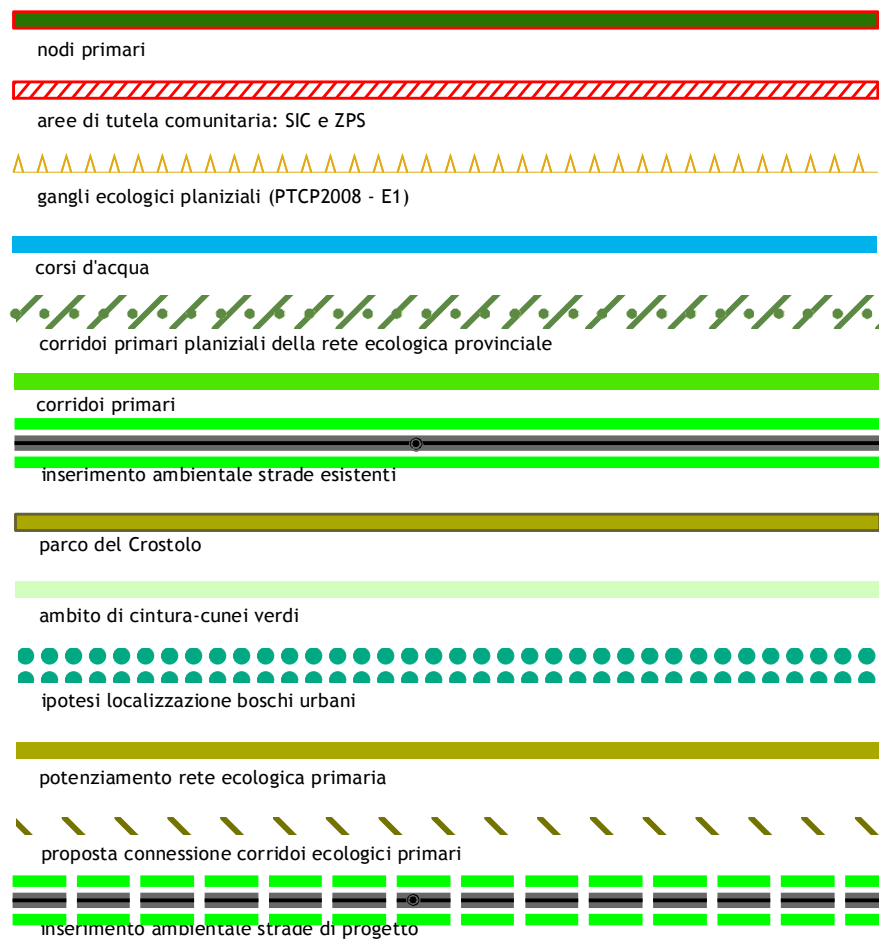 nodi primari
aree di tutela comunitaria: SIC e ZPS
gangli ecologici planiziali (PTCP2008 - E1)
corsi d'acqua
corridoi primari planiziali della rete ecologica provinciale
corridoi primari
inserimento ambientale strade esistenti
parco del Crostolo
ambito di cintura-cunei verdi
ipotesi localizzazione boschi urbani
potenziamento rete ecologica primaria
proposta connessione corridoi ecologici primari
inserimento ambientale strade di progetto